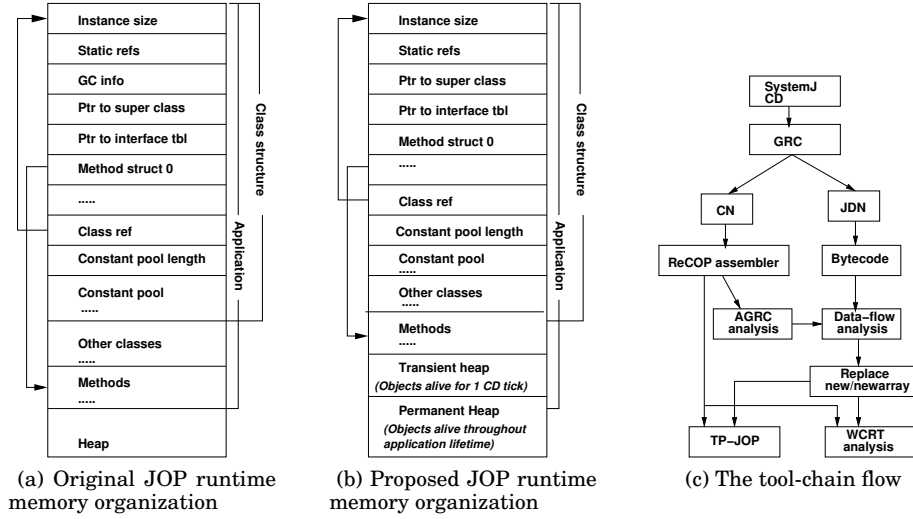 Instance size
Static refs
GC info
Ptr to super class
Ptr to interface tbl
Method struct 0
.....
Class ref
Constant pool length
Constant pool
.....
Other classes
.....
Methods
.....
Heap
Application
Class structure
(a) Original JOP runtime
memory organization
Instance size
Static refs
Ptr to super class
Ptr to interface tbl
Method struct 0
.....
Class ref
Constant pool length
Constant pool
.....
Other classes
.....
Methods
.....
Transient heap
(Objects alive for 1 CD tick)
Permanent Heap
(Objects alive throughout
application lifetime)
Application
Class structure
(b) Proposed JOP runtime
memory organization
SystemJ
CD
GRC
CN
JDN
ReCOP assembler
Bytecode
AGRC
analysis
Data-flow
analysis
Replace
new/newarray
TP-JOP
WCRT
analysis
(c) The tool-chain flow